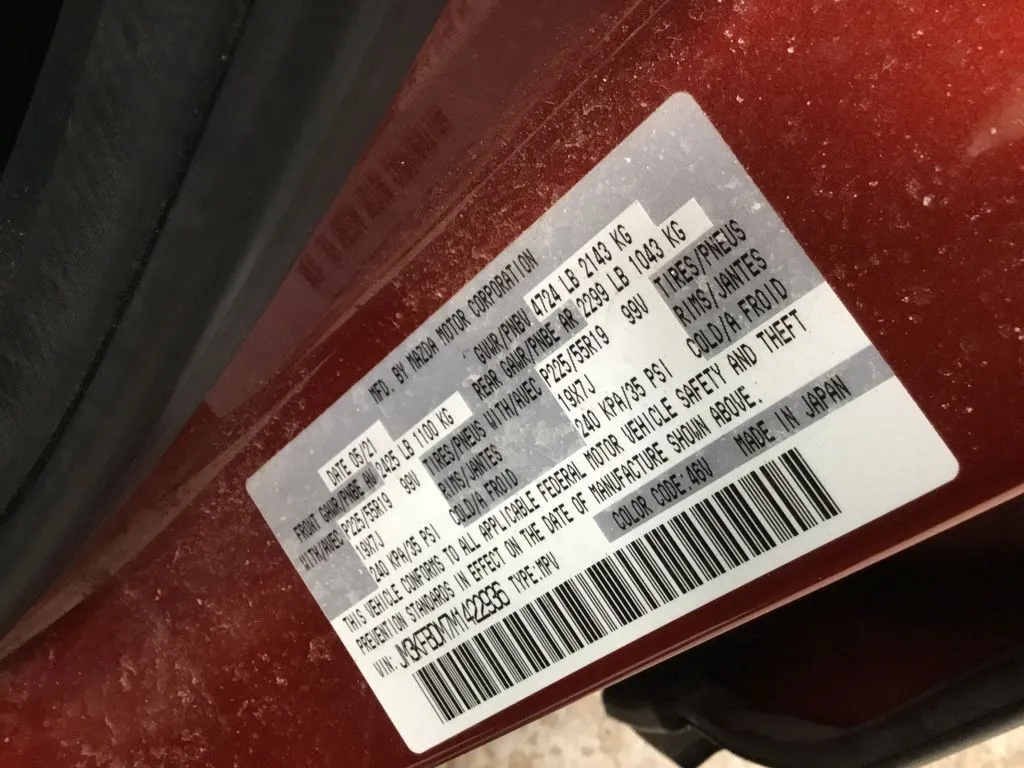 MFD. BY MAZDA MOTOR CORPORATION
DATE 05/21 GVWR/PNBV 4724 LB 2143 KG
FRONT GAWR/PNBE AV 2425 LB 1100 KG REAR GAWR/PNBE AR 2299 LB 1043 KG
WITH/AVEC P225/55R19 99V TIRES/PNEUS WITH/AVEC P225/55R19 99V TIRES/PNEUS
19X7J RIMS/JANTES 19X7J RIMS/JANTES
240 KPA/35 PSI COLD/A FROID 240 KPA/35 PSI COLD/A FROID
THIS VEHICLE CONFORMS TO ALL APPLICABLE FEDERAL MOTOR VEHICLE SAFETY AND THEFT
PREVENTION STANDARDS IN EFFECT ON THE DATE OF MANUFACTURE SHOWN ABOVE.
VIN: JM3KFBDM7M1422936 TYPE:MPV COLOR CODE 46V MADE IN JAPAN